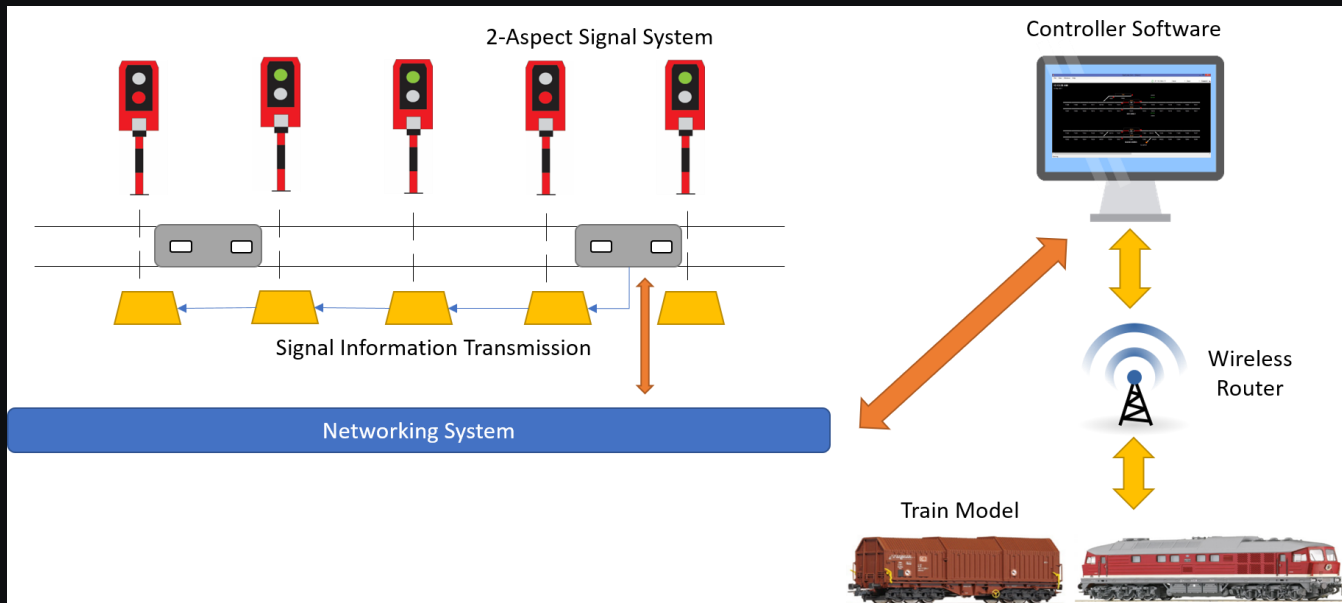 2-Aspect Signal System
Controller Software
Signal Information Transmission
Wireless
Router
Networking System
Train Model